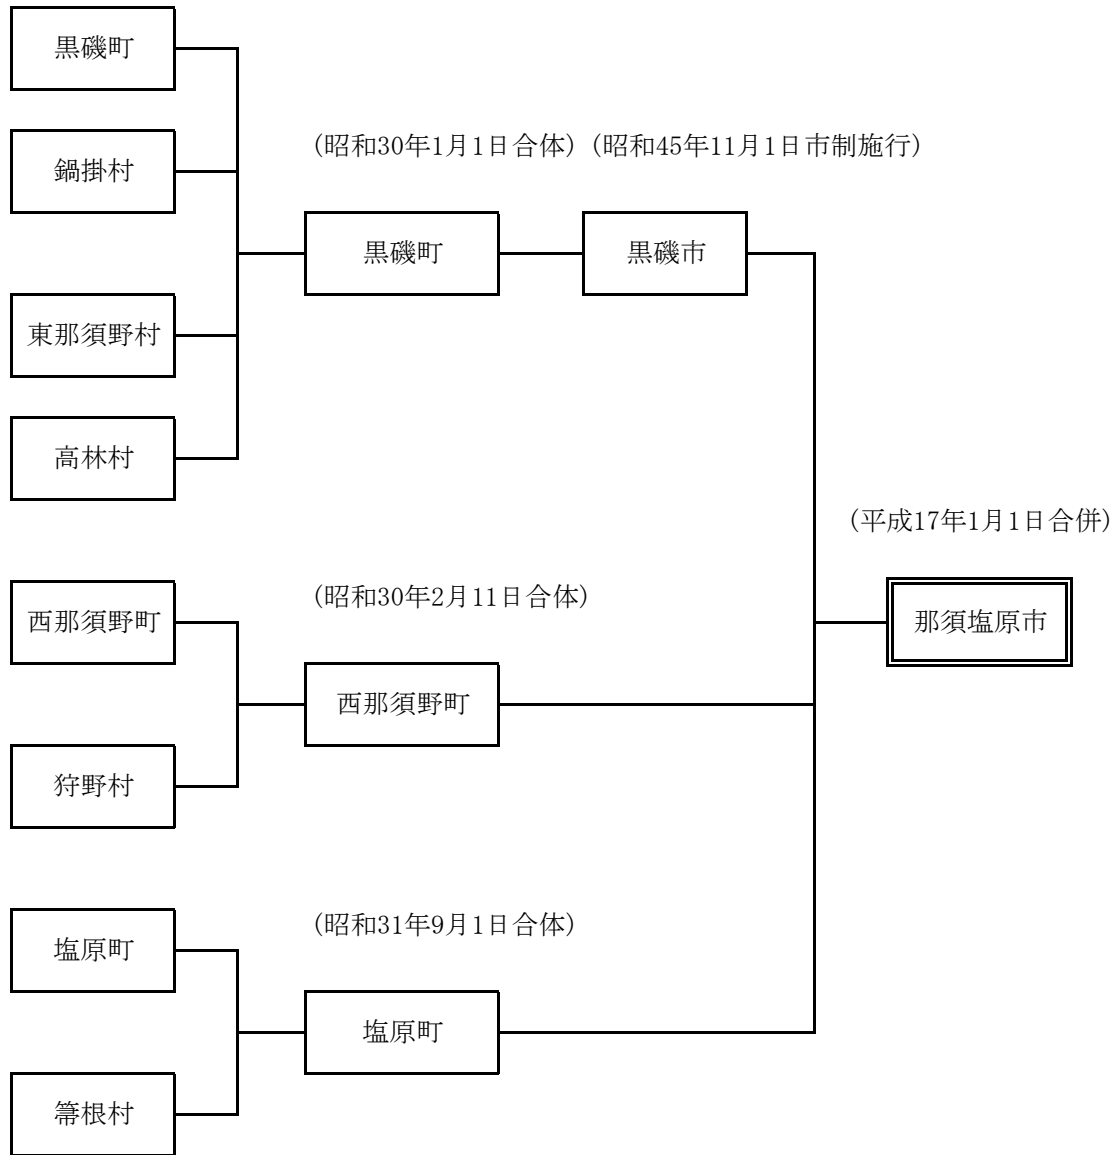 黒磯町
(昭和30年1月1日合体) (昭和45年11月1日市制施行)
鍋掛村
黒磯町
黒磯市
東那須野村
高林村
(平成17年1月1日合併)
(昭和30年2月11日合体)
西那須野町
那須塩原市
西那須野町
狩野村
(昭和31年9月1日合体)
塩原町
塩原町
箒根村